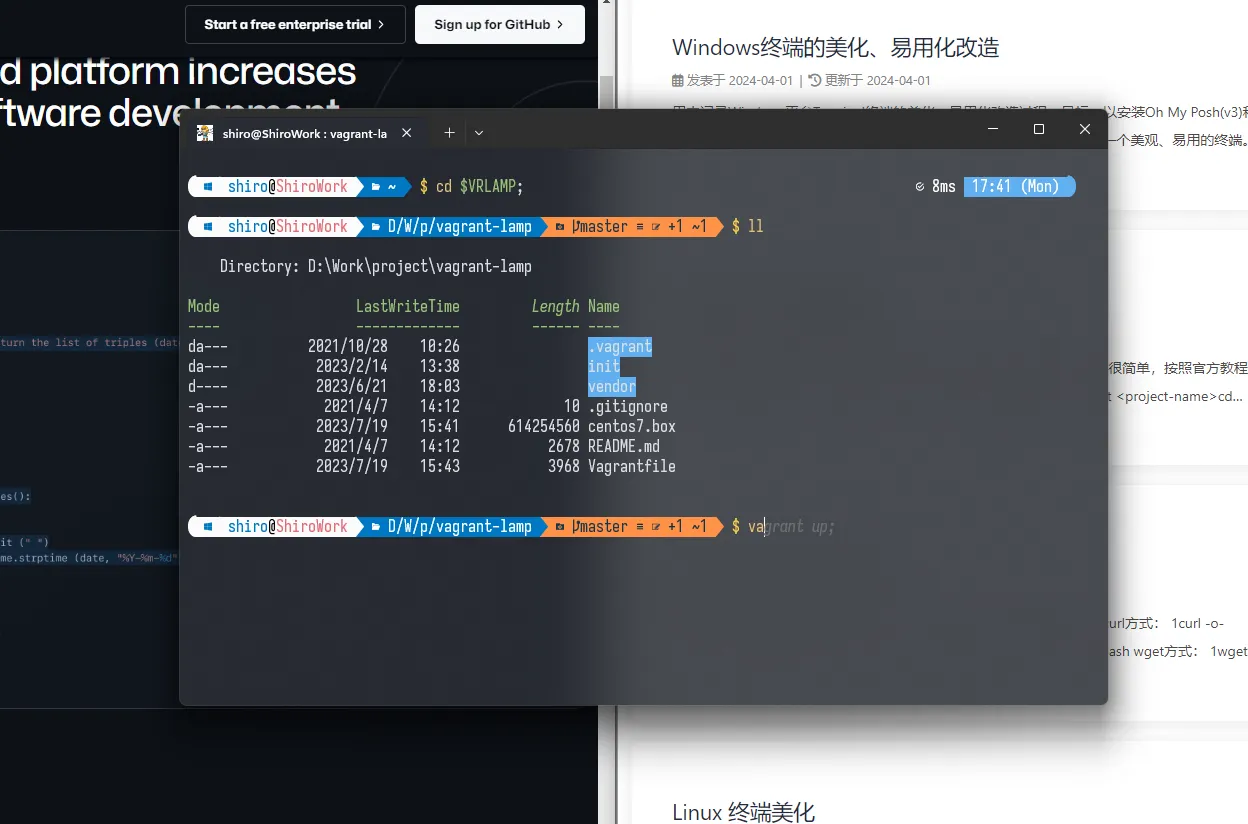 Start a free enterprise trial
Sign up for GitHub
d platform increases
ftware development
turn the list of triples (dat
es():
it (" ")
me.strptime (date, "%Y-%m-%d"
shiro@ShiroWork : vagrant-la
shiro@ShiroWork ~ $ cd $VRLAMP; 8ms 17:41 (Mon)
shiro@ShiroWork D/W/p/vagrant-lamp master ≡ +1 ~1 $ ll
Directory: D:\Work\project\vagrant-lamp
Mode LastWriteTime Length Name
---- ------------- ------ ----
da--- 2021/10/28 10:26 .vagrant
da--- 2023/2/14 13:38 init
d---- 2023/6/21 18:03 vendor
-a--- 2021/4/7 14:12 10 .gitignore
-a--- 2023/7/19 15:41 614254560 centos7.box
-a--- 2021/4/7 14:12 2678 README.md
-a--- 2023/7/19 15:43 3968 Vagrantfile
shiro@ShiroWork D/W/p/vagrant-lamp master ≡ +1 ~1 $ vagrant up;
Windows终端的美化、易用化改造
发表于 2024-04-01 | 更新于 2024-04-01
以安装Oh My Posh(v3)和
一个美观、易用的终端。
很简单，按照官方教程
t <project-name>cd...
url方式： 1curl -o-
ash wget方式： 1wget
Linux 终端美化